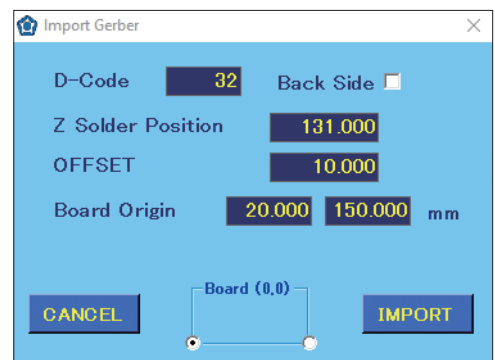 Import Gerber
D-Code 32 Back Side
Z Solder Position 131.000
OFFSET 10.000
Board Origin 20.000 150.000 mm
Board (0,0)
CANCEL IMPORT